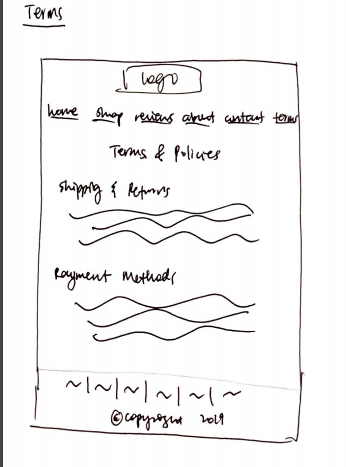 Terms
Logo
home shop reviews about contact terms
Terms & Policies
Shipping & Returns
Payment Methods
©copyright 2019